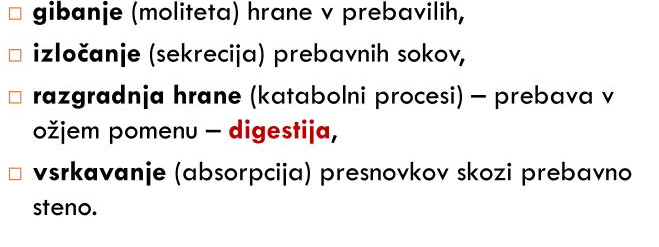 gibanje (moliteta) hrane v prebavilih,
izločanje (sekrecija) prebavnih sokov,
razgradnja hrane (katabolni procesi) – prebava v
ožjem pomenu – digestija,
vsrkavanje (absorpcija) presnovkov skozi prebavno
steno.